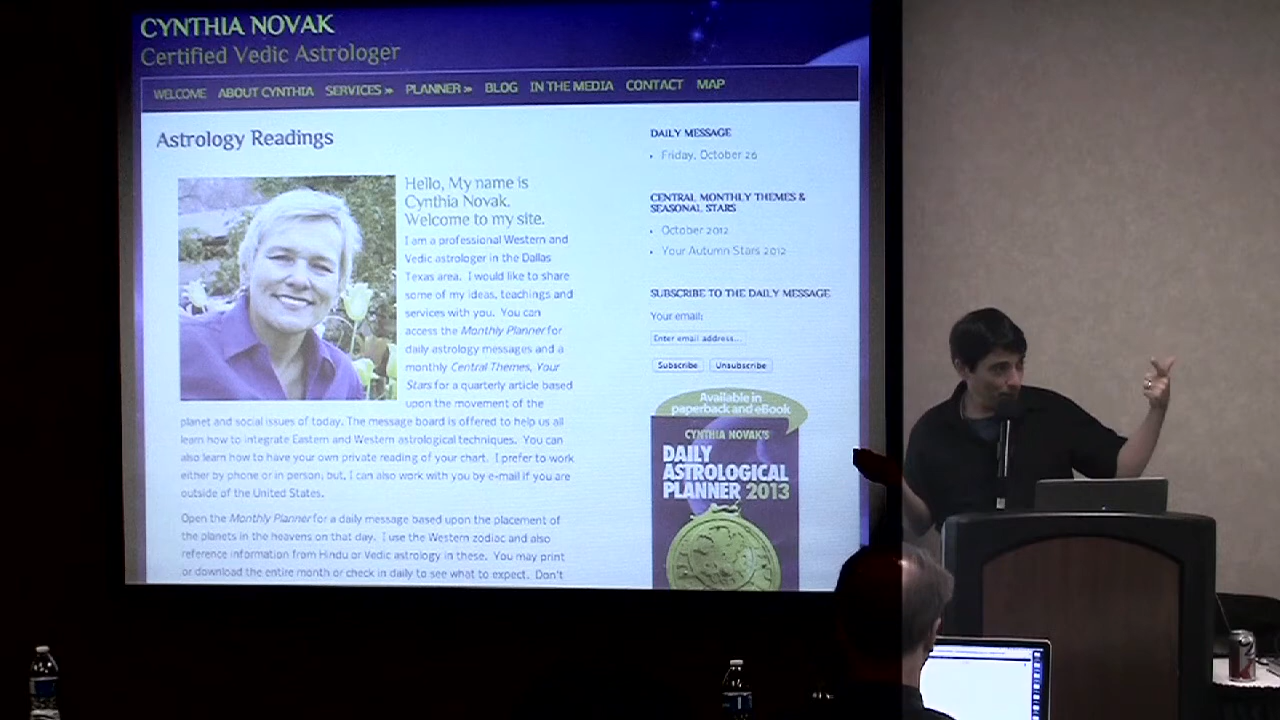 CYNTHIA NOVAK
Certified Vedic Astrologer
WELCOME ABOUT CYNTHIA SERVICES » PLANNER » BLOG IN THE MEDIA CONTACT MAP
Astrology Readings
Hello, My name is
Cynthia Novak.
Welcome to my site.
I am a professional Western and
Vedic astrologer in the Dallas
Texas area. I would like to share
some of my ideas, teachings and
services with you. You can
access the Monthly Planner for
daily astrology messages and a
monthly Central Themes, Your
Stars for a quarterly article based
upon the movement of the
planet and social issues of today. The message board is offered to help us all
learn how to integrate Eastern and Western astrological techniques. You can
also learn how to have your own private reading of your chart. I prefer to work
either by phone or in person; but, I can also work with you by e-mail if you are
outside of the United States.
Open the Monthly Planner for a daily message based upon the placement of
the planets in the heavens on that day. I use the Western zodiac and also
reference information from Hindu or Vedic astrology in these. You may print
or download the entire month or check in daily to see what to expect. Don't
DAILY MESSAGE
• Friday, October 26
CENTRAL MONTHLY THEMES &
SEASONAL STARS
• October 2012
• Your Autumn Stars 2012
SUBSCRIBE TO THE DAILY MESSAGE
Your email:
Enter email address...
Subscribe Unsubscribe
Available in
paperback and eBook
CYNTHIA NOVAK'S
DAILY
ASTROLOGICAL
PLANNER 2013